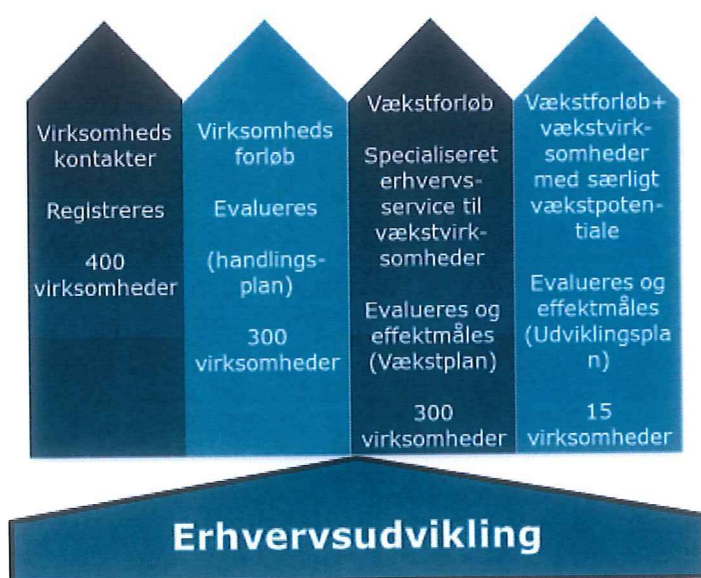 Virksomheds
kontakter
Registreres
400
virksomheder
Virksomheds
forløb
Evalueres
(handlings-
plan)
300
virksomheder
Vækstforløb
Specialiseret
erhvervs-
service til
vækstvirk-
somheder
Evalueres og
effektmåles
(Vækstplan)
300
virksomheder
Vækstforløb+
vækstvirk-
somheder
med særligt
vækstpoten-
tiale
Evalueres og
effektmåles
(Udviklingspla
n)
15
virksomheder
Erhvervsudvikling